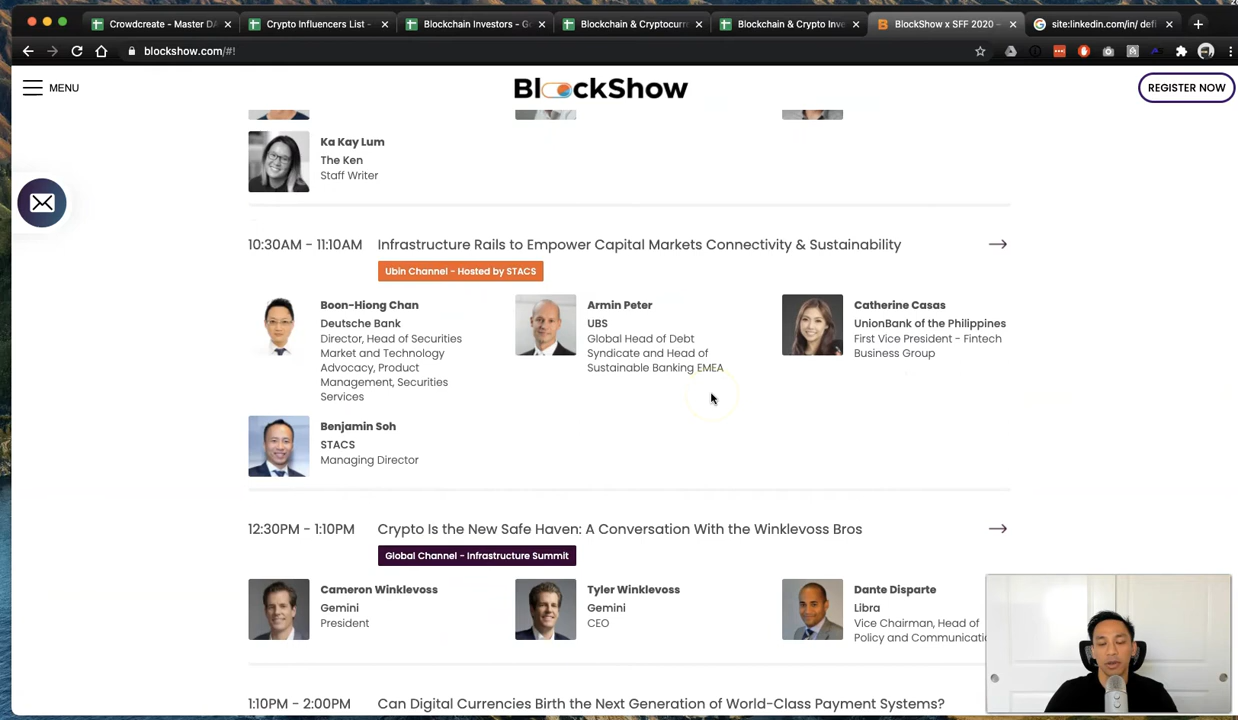 Crowdcreate - Master DA
Crypto Influencers List -
Blockchain Investors - G
Blockchain & Cryptocurr
Blockchain & Crypto Inve
BlockShow x SFF 2020 -
site:linkedin.com/in/ defi
blockshow.com/#!
MENU
BlockShow
REGISTER NOW
Ka Kay Lum
The Ken
Staff Writer
10:30AM - 11:10AM
Infrastructure Rails to Empower Capital Markets Connectivity & Sustainability
Ubin Channel - Hosted by STACS
Boon-Hiong Chan
Deutsche Bank
Director, Head of Securities
Market and Technology
Advocacy, Product
Management, Securities
Services
Armin Peter
UBS
Global Head of Debt
Syndicate and Head of
Sustainable Banking EMEA
Catherine Casas
UnionBank of the Philippines
First Vice President - Fintech
Business Group
Benjamin Soh
STACS
Managing Director
12:30PM - 1:10PM
Crypto Is the New Safe Haven: A Conversation With the Winklevoss Bros
Global Channel - Infrastructure Summit
Cameron Winklevoss
Gemini
President
Tyler Winklevoss
Gemini
CEO
Dante Disparte
Libra
Vice Chairman, Head of
Policy and Communicatio
1:10PM - 2:00PM
Can Digital Currencies Birth the Next Generation of World-Class Payment Systems?